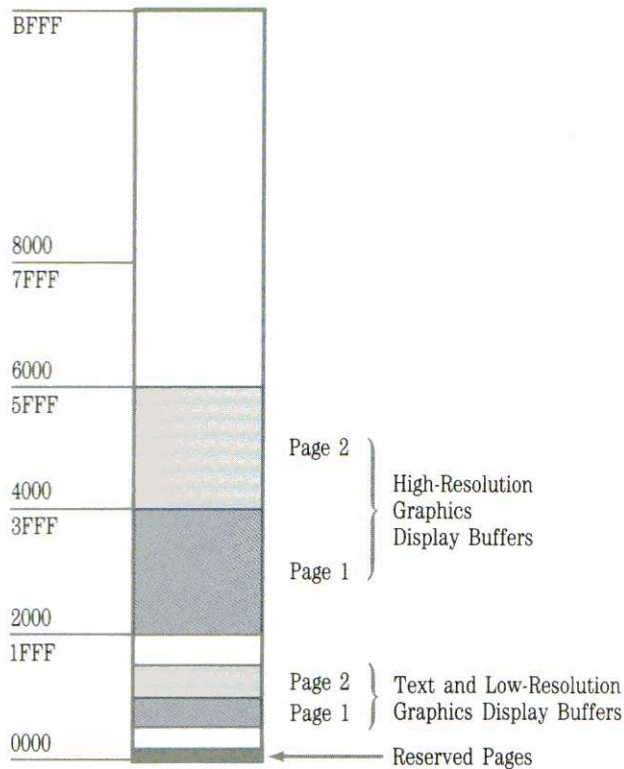 BFFF
8000
7FFF
6000
5FFF
Page 2
High-Resolution
4000
Graphics
3FFF
Display Buffers
Page 1
2000
1FFF
Page 2
Text and Low-Resolution
Page 1
Graphics Display Buffers
0000
Reserved Pages